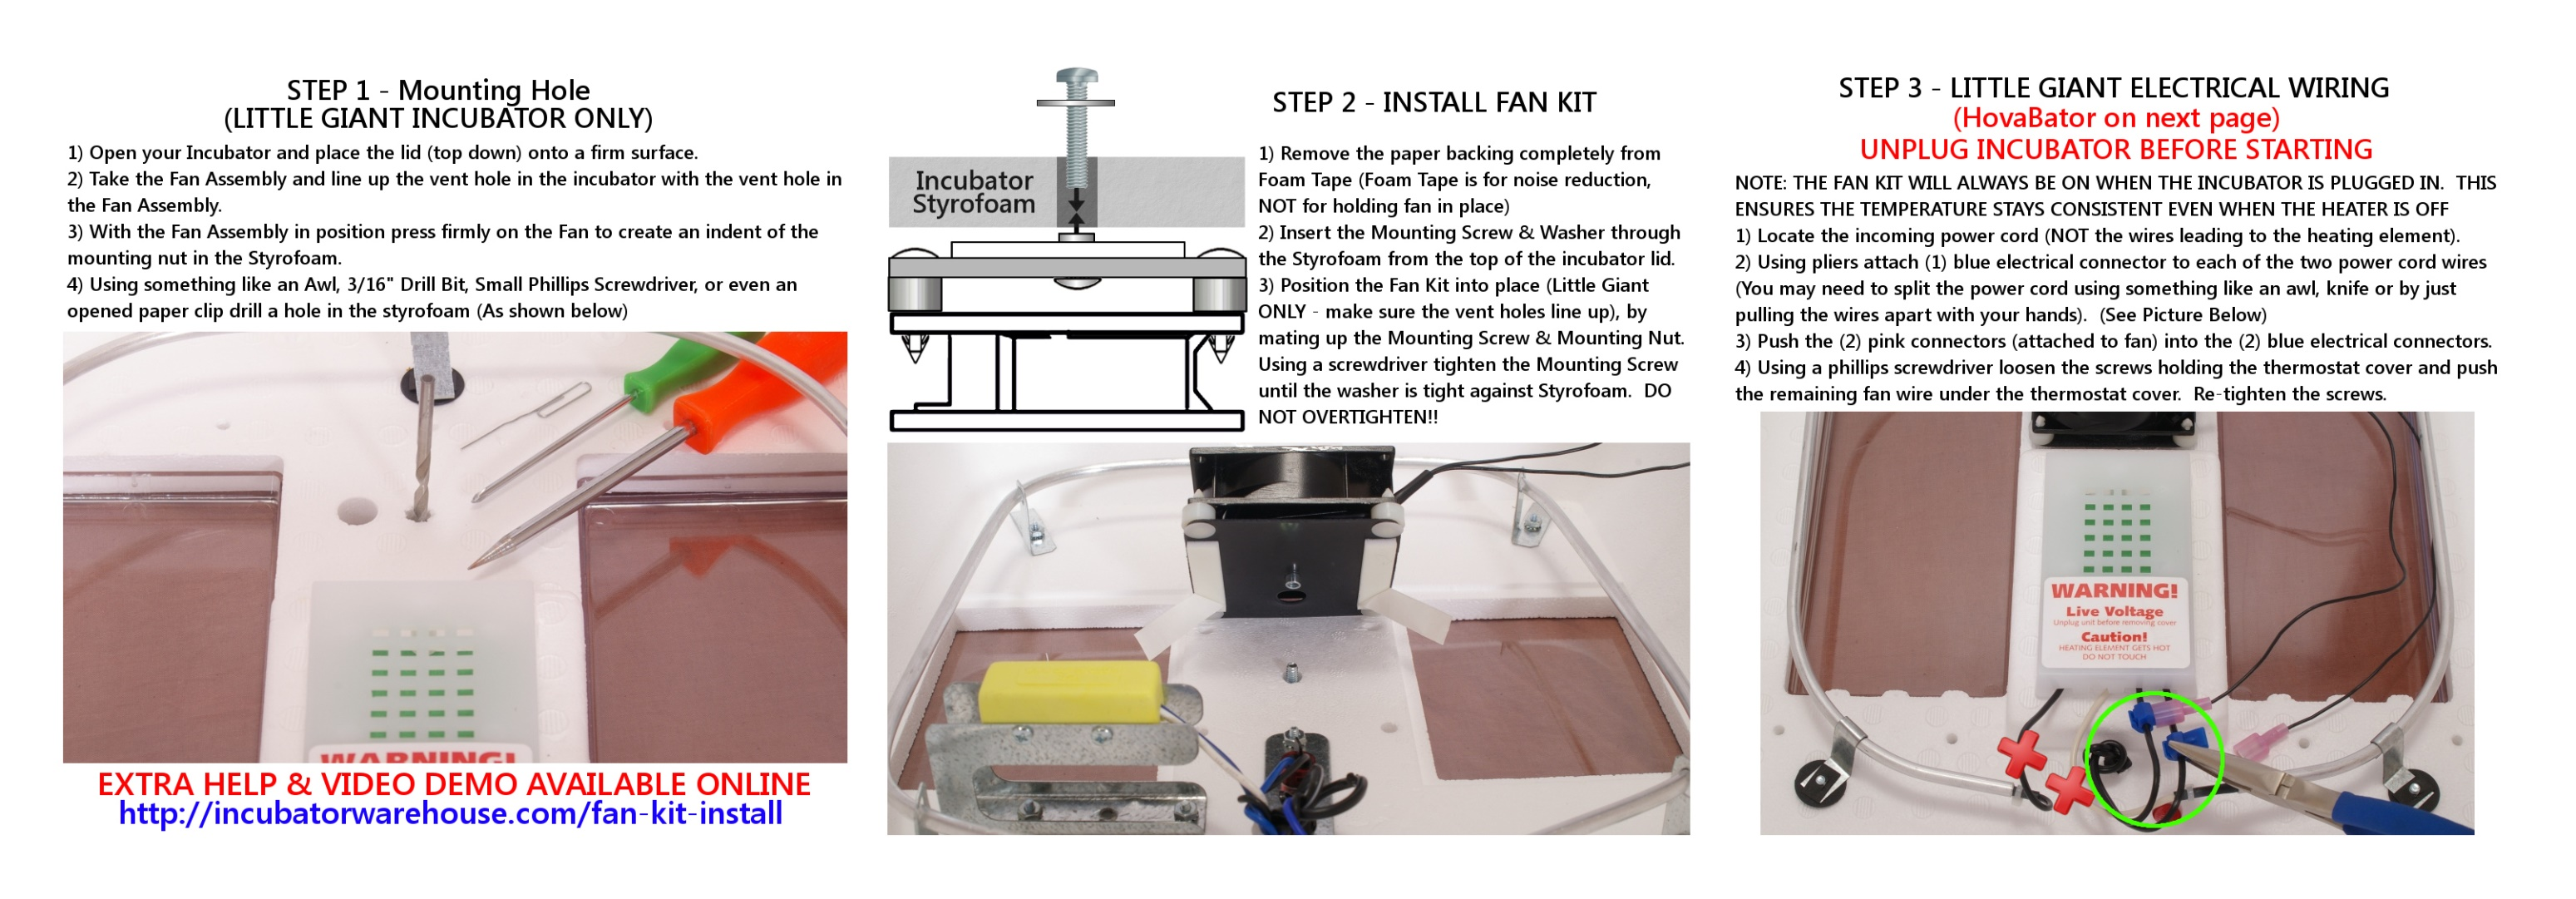 STEP 1 - Mounting Hole
(LITTLE GIANT INCUBATOR ONLY)
1) Open your Incubator and place the lid (top down) onto a firm surface.
2) Take the Fan Assembly and line up the vent hole in the incubator with the vent hole in
the Fan Assembly.
3) With the Fan Assembly in position press firmly on the Fan to create an indent of the
mounting nut in the Styrofoam.
4) Using something like an Awl, 3/16" Drill Bit, Small Phillips Screwdriver, or even an
opened paper clip drill a hole in the styrofoam (As shown below)
WARNING!
EXTRA HELP & VIDEO DEMO AVAILABLE ONLINE
http://incubatorwarehouse.com/fan-kit-install
Incubator
Styrofoam
STEP 2 - INSTALL FAN KIT
1) Remove the paper backing completely from
Foam Tape (Foam Tape is for noise reduction,
NOT for holding fan in place)
2) Insert the Mounting Screw & Washer through
the Styrofoam from the top of the incubator lid.
3) Position the Fan Kit into place (Little Giant
ONLY - make sure the vent holes line up), by
mating up the Mounting Screw & Mounting Nut.
Using a screwdriver tighten the Mounting Screw
until the washer is tight against Styrofoam.  DO
NOT OVERTIGHTEN!!
STEP 3 - LITTLE GIANT ELECTRICAL WIRING
(HovaBator on next page)
UNPLUG INCUBATOR BEFORE STARTING
NOTE: THE FAN KIT WILL ALWAYS BE ON WHEN THE INCUBATOR IS PLUGGED IN.  THIS
ENSURES THE TEMPERATURE STAYS CONSISTENT EVEN WHEN THE HEATER IS OFF
1) Locate the incoming power cord (NOT the wires leading to the heating element).
2) Using pliers attach (1) blue electrical connector to each of the two power cord wires
(You may need to split the power cord using something like an awl, knife or by just
pulling the wires apart with your hands).  (See Picture Below)
3) Push the (2) pink connectors (attached to fan) into the (2) blue electrical connectors.
4) Using a phillips screwdriver loosen the screws holding the thermostat cover and push
the remaining fan wire under the thermostat cover.  Re-tighten the screws.
WARNING!
Live Voltage
Unplug unit before removing cover
Caution!
HEATING ELEMENT GETS HOT
DO NOT TOUCH